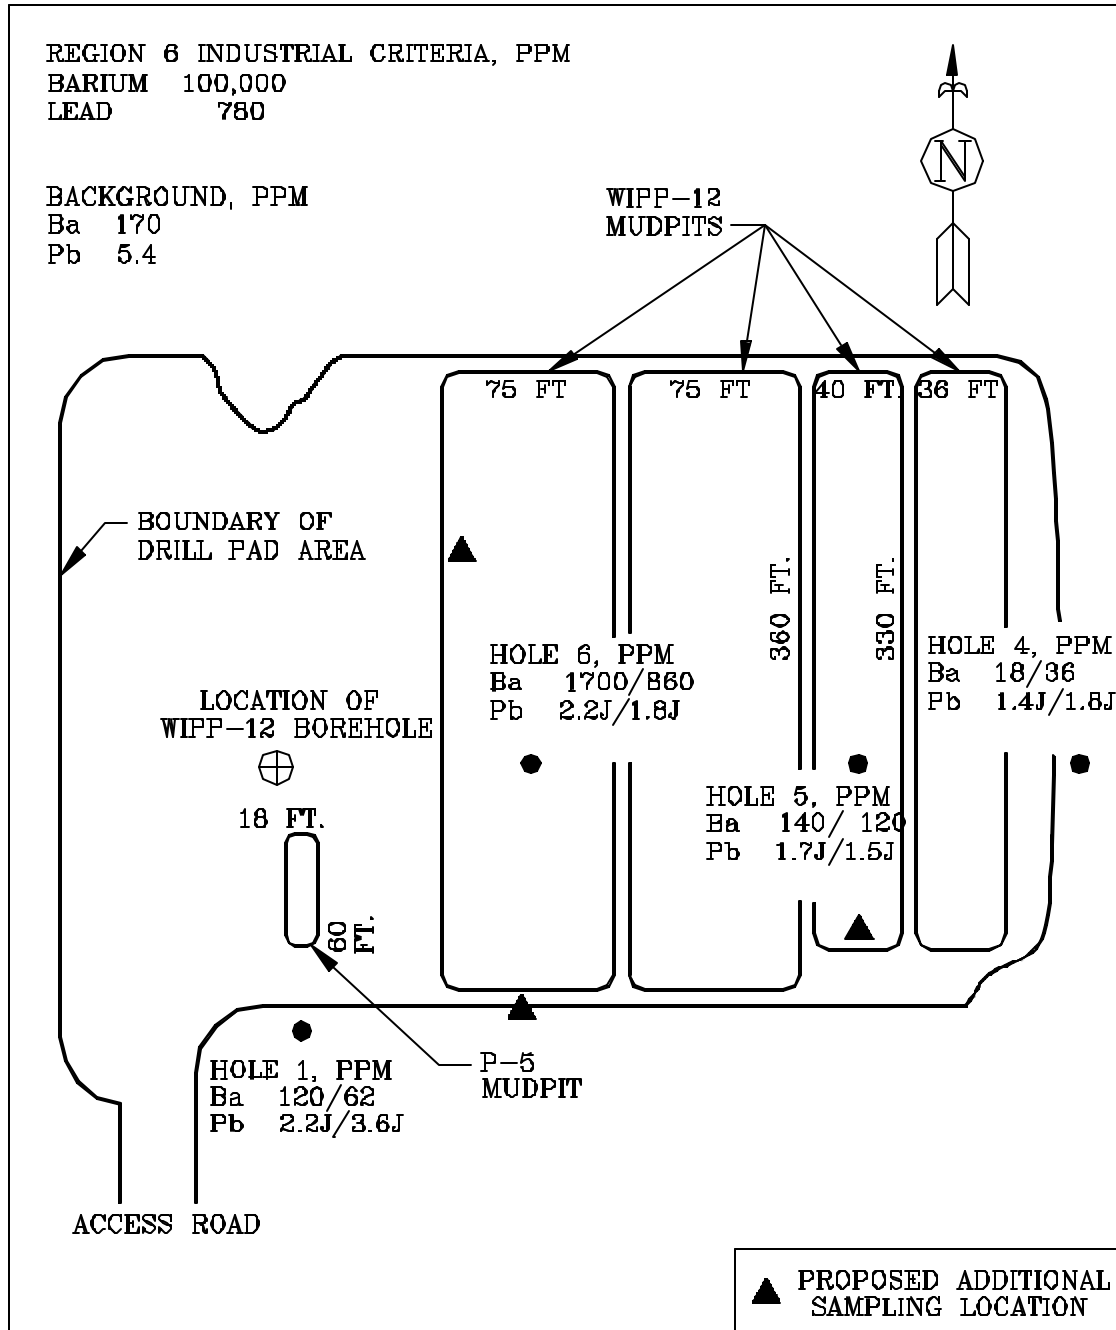 REGION 6 INDUSTRIAL CRITERIA, PPM
BARIUM 100,000
LEAD 780
BACKGROUND, PPM
Ba 170
Pb 5.4
N
WIPP-12
MUDPITS
75 FT
75 FT
40 FT.
36 FT
BOUNDARY OF
DRILL PAD AREA
360 FT.
330 FT.
HOLE 6, PPM
Ba 1700/860
Pb 2.2J/1.8J
HOLE 4, PPM
Ba 18/36
Pb 1.4J/1.8J
LOCATION OF
WIPP-12 BOREHOLE
18 FT.
60
FT.
HOLE 5, PPM
Ba 140/ 120
Pb 1.7J/1.5J
P-5
MUDPIT
HOLE 1, PPM
Ba 120/62
Pb 2.2J/3.6J
ACCESS ROAD
PROPOSED ADDITIONAL
SAMPLING LOCATION